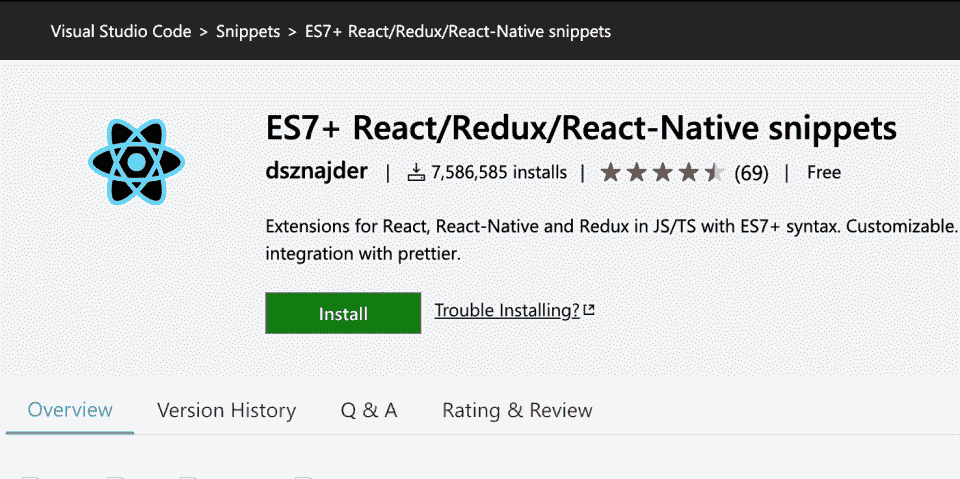 Visual Studio Code > Snippets > ES7+ React/Redux/React-Native snippets
ES7+ React/Redux/React-Native snippets
dsznajder | 7,586,585 installs | (69) | Free
Extensions for React, React-Native and Redux in JS/TS with ES7+ syntax. Customizable.
integration with prettier.
Install Trouble Installing?
Overview Version History Q & A Rating & Review